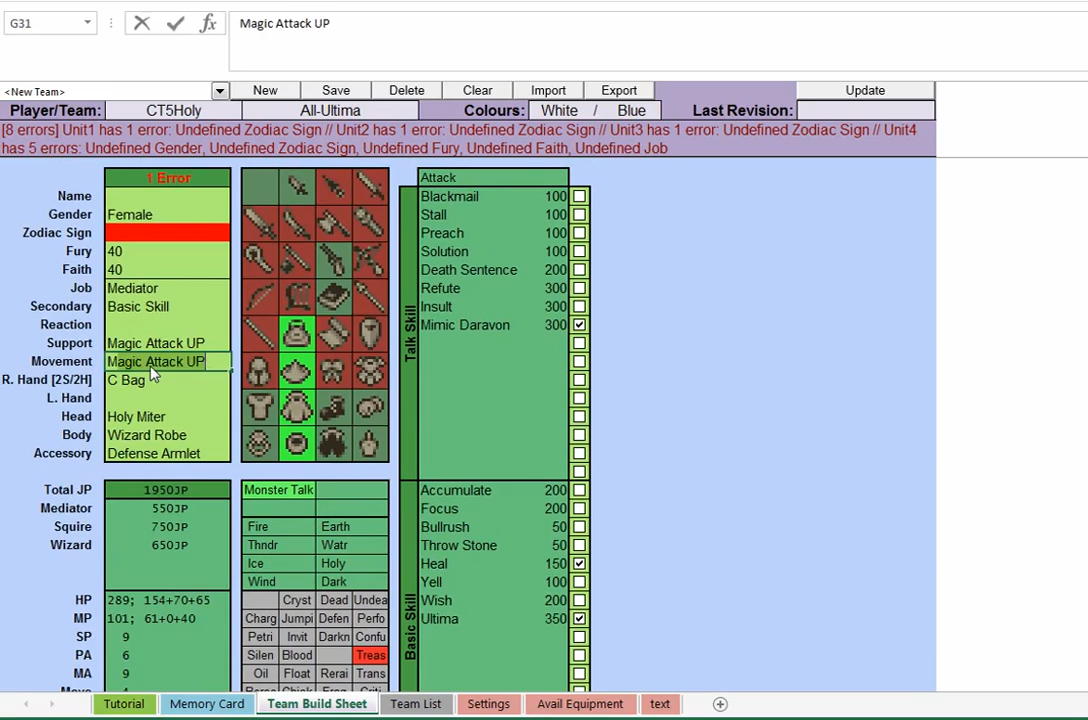 G31 fx Magic Attack UP
<New Team> New Save Delete Clear Import Export Update
Player/Team: CT5Holy All-Ultima Colours: White / Blue Last Revision:
[8 errors] Unit1 has 1 error: Undefined Zodiac Sign // Unit2 has 1 error: Undefined Zodiac Sign // Unit3 has 1 error: Undefined Zodiac Sign // Unit4
has 5 errors: Undefined Gender, Undefined Zodiac Sign, Undefined Fury, Undefined Faith, Undefined Job
1 Error
Name
Gender Female
Zodiac Sign
Fury 40
Faith 40
Job Mediator
Secondary Basic Skill
Reaction
Support Magic Attack UP
Movement Magic Attack UP
R. Hand [2S/2H] C Bag
L. Hand
Head Holy Miter
Body Wizard Robe
Accessory Defense Armlet
Total JP 1950JP
Mediator 550JP
Squire 750JP
Wizard 650JP
HP 289; 154+70+65
MP 101; 61+0+40
SP 9
PA 6
MA 9
Monster Talk
Fire Earth
Thndr Watr
Ice Holy
Wind Dark
Cryst Dead Undea
Charg Jumpi Defen Perfo
Petri Invit Darkn Confu
Silen Blood Treas
Oil Float Rerai Trans
Attack
Talk Skill
Blackmail 100
Stall 100
Preach 100
Solution 100
Death Sentence 200
Refute 300
Insult 300
Mimic Daravon 300
Basic Skill
Accumulate 200
Focus 200
Bullrush 50
Throw Stone 50
Heal 150
Yell 100
Wish 200
Ultima 350
Tutorial Memory Card Team Build Sheet Team List Settings Avail Equipment text